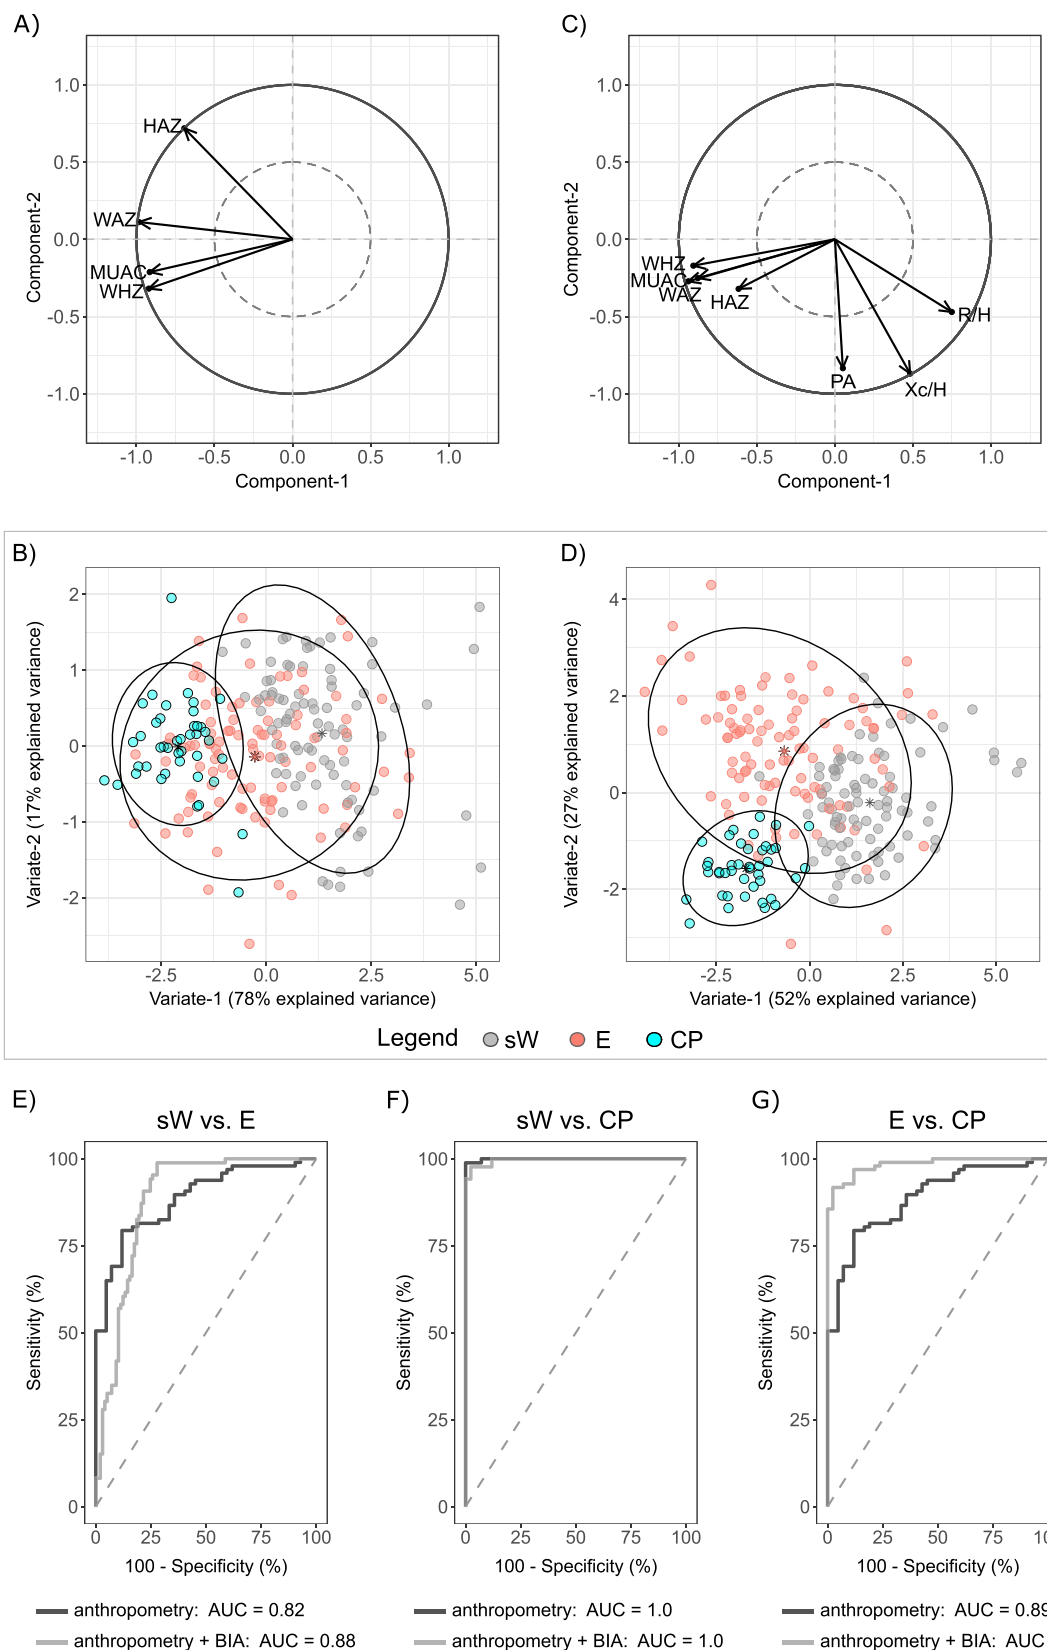 A)
C)
1.0
0.5
0.0
-0.5
-1.0
HAZ
WAZ
MUAC
WHZ
Component-2
-1.0 -0.5 0.0 0.5 1.0
Component-1
1.0
0.5
0.0
-0.5
-1.0
WHZ
MUAC
WAZ
HAZ
R/H
PA
Xc/H
Component-2
-1.0 -0.5 0.0 0.5 1.0
Component-1
B)
D)
2
1
0
-1
-2
Variate-2 (17% explained variance)
-2.5 0.0 2.5 5.0
Variate-1 (78% explained variance)
4
2
0
-2
Variate-2 (27% explained variance)
-2.5 0.0 2.5 5.0
Variate-1 (52% explained variance)
Legend sW E CP
E)
F)
G)
sW vs. E
100
75
50
25
0
Sensitivity (%)
0 25 50 75 100
100 - Specificity (%)
anthropometry: AUC = 0.82
anthropometry + BIA: AUC = 0.88
sW vs. CP
100
75
50
25
0
Sensitivity (%)
0 25 50 75 100
100 - Specificity (%)
anthropometry: AUC = 1.0
anthropometry + BIA: AUC = 1.0
E vs. CP
100
75
50
25
0
Sensitivity (%)
0 25 50 75
100 - Specificity (%)
anthropometry: AUC = 0.89
anthropometry + BIA: AUC